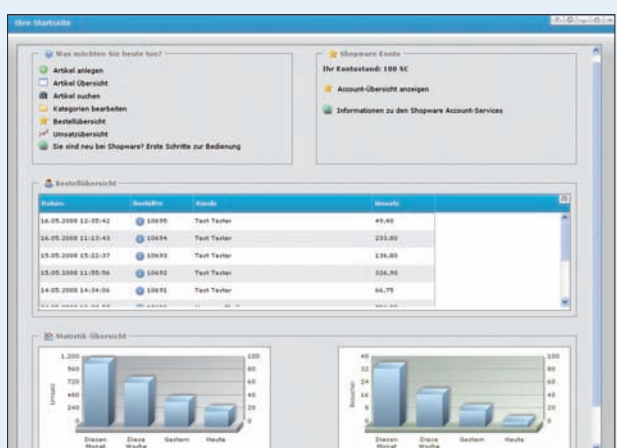 Ihre Startseite
Was möchten Sie heute tun?
Artikel anlegen
Artikel Übersicht
Artikel suchen
Kategorien bearbeiten
Bestellübersicht
Umsatzübersicht
Sie sind neu bei Shopware? Erste Schritte zur Bedienung
Shopware Konto
Ihr Kontostand: 100 SC
Account-Übersicht anzeigen
Informationen zu den Shopware Account-Services
Bestellübersicht
Datum BestellNr Kunde Umsatz
16.05.2008 12:35:42 10695 Test Tester 49,40
16.05.2008 11:13:43 10694 Test Tester 233,80
15.05.2008 15:22:37 10693 Test Tester 136,80
15.05.2008 11:55:56 10692 Test Tester 326,90
14.05.2008 14:34:06 10691 Test Tester 66,75
Statistik-Übersicht
Umsatz
1.200
960
720
480
240
0
100
80
60
40
20
0
Diesen Monat
Diese Woche
Gestern
Heute
Besucher
40
32
24
16
8
0
100
80
60
40
20
0
Diesen Monat
Diese Woche
Gestern
Heute